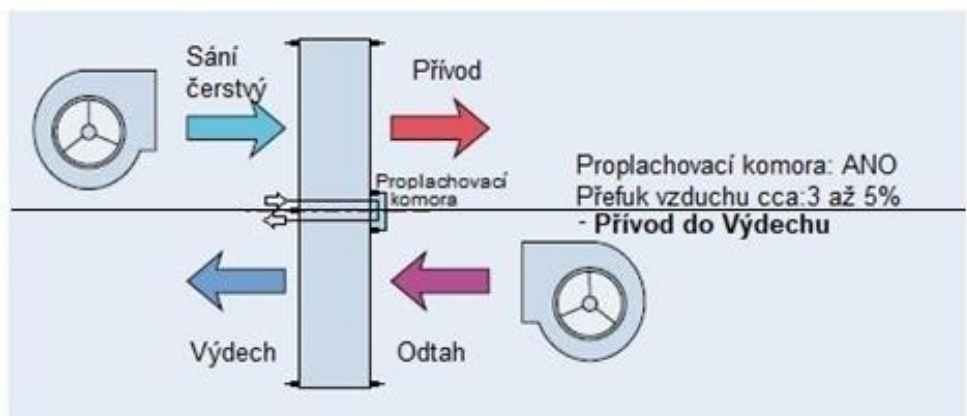 Sání
čerstvý
Přívod
Proplachovací
komora
Proplachovací komora: ANO
Přefuk vzduchu cca:3 až 5%
- Přívod do Výdechu
Výdech
Odtah